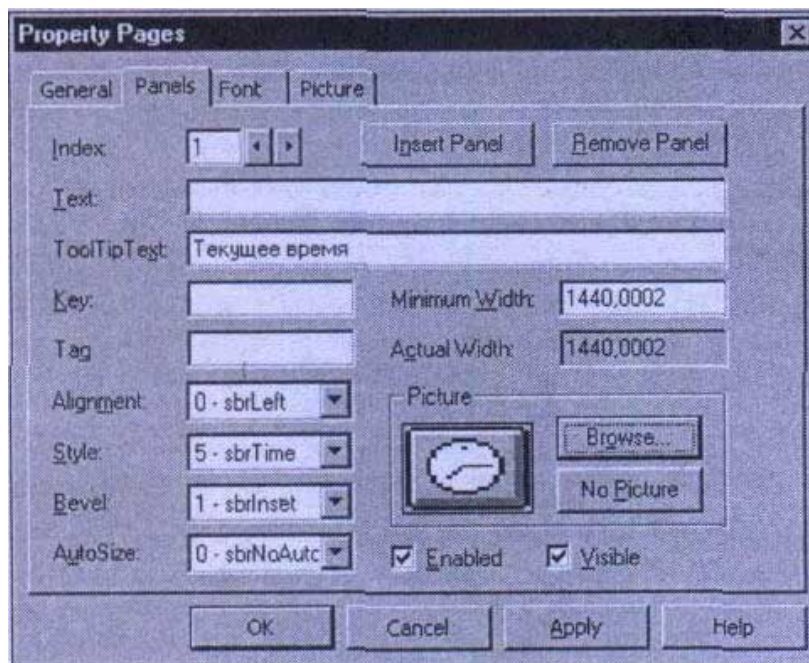 Property Pages
General Panels Font Picture
Index: 1 Insert Panel Remove Panel
Text:
ToolTipText: Текущее время
Key: Minimum Width: 1440,0002
Tag Actual Width: 1440,0002
Alignment: 0 - sbrLeft Picture
Style: 5 - sbrTime Browse...
Bevel: 1 - sbrInset No Picture
AutoSize: 0 - sbrNoAutc Enabled Visible
OK Cancel Apply Help